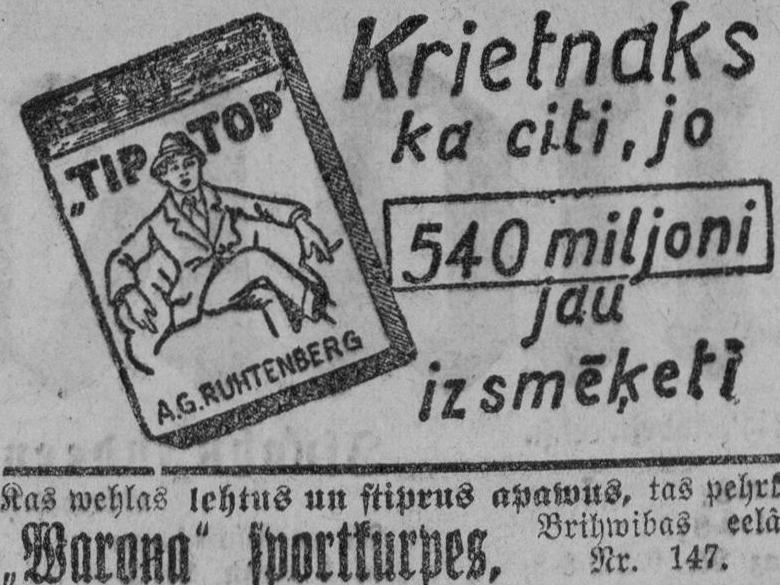 „TIP TOP"
A.G. RUHTENBERG
Krietnaks
ka citi, jo
540 miljoni
jau
izsmēķeti
Kas wehlas lehtus un stiprus apawus, tas pehrk
„Warona“ sportkurpes,
Brihwibas eelâ
Nr. 147.